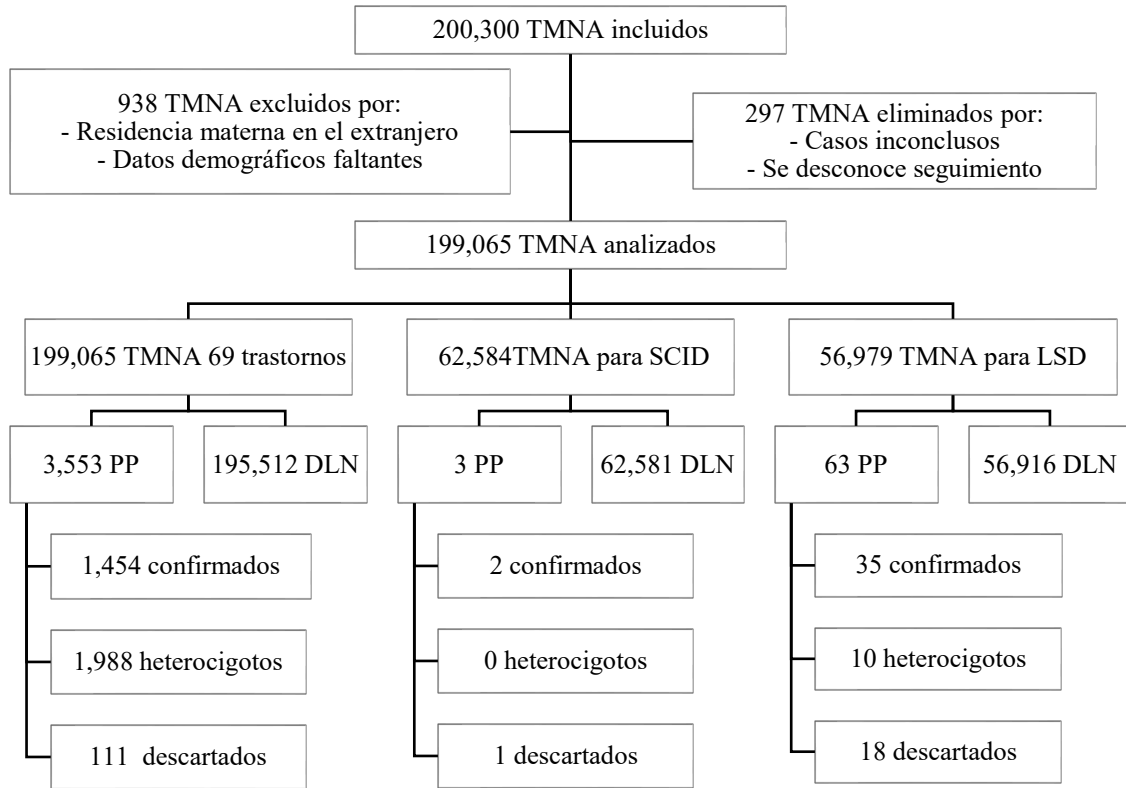 200,300 TMNA incluidos
938 TMNA excluidos por:
- Residencia materna en el extranjero
- Datos demográficos faltantes
297 TMNA eliminados por:
- Casos inconclusos
- Se desconoce seguimiento
199,065 TMNA analizados
199,065 TMNA 69 trastornos
62,584TMNA para SCID
56,979 TMNA para LSD
3,553 PP
195,512 DLN
3 PP
62,581 DLN
63 PP
56,916 DLN
1,454 confirmados
2 confirmados
35 confirmados
1,988 heterocigotos
0 heterocigotos
10 heterocigotos
111 descartados
1 descartados
18 descartados